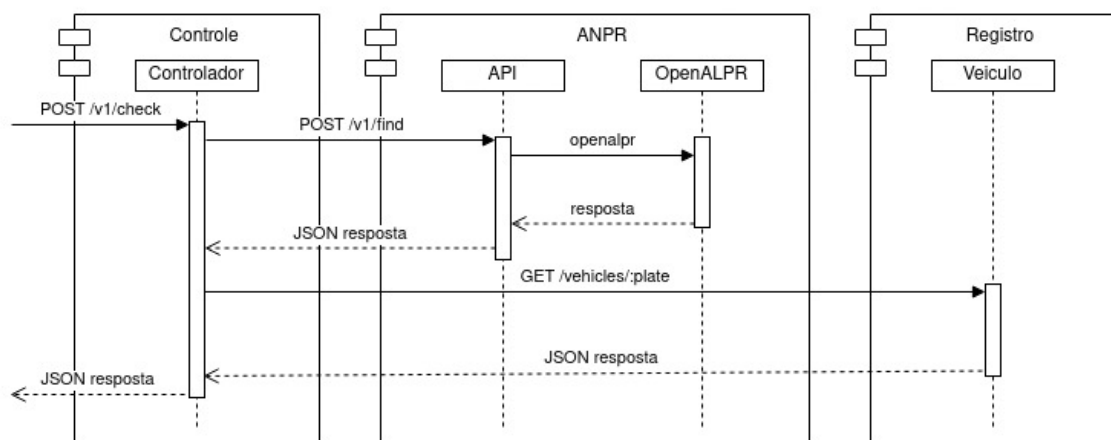 Controle
ANPR
Registro
Controlador
API
OpenALPR
Veiculo
POST /v1/check
POST /v1/find
openalpr
resposta
JSON resposta
GET /vehicles/:plate
JSON resposta
JSON resposta